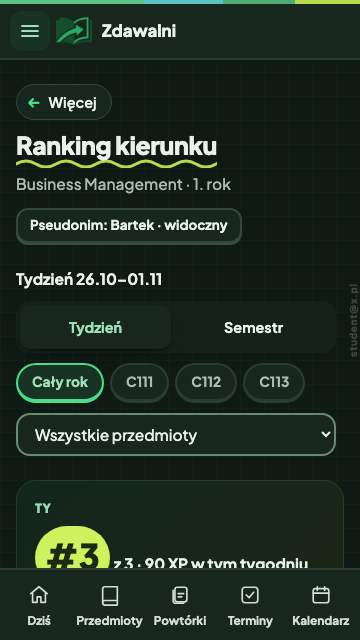 Zdawalni
← Więcej
Ranking kierunku
Business Management · 1. rok
Pseudonim: Bartek · widoczny
Tydzień 26.10–01.11
Tydzień Semestr
Cały rok C111 C112 C113
Wszystkie przedmioty
student@x.pl
TY
#3 z 3 · 90 XP w tym tygodniu
Dziś Przedmioty Powtórki Terminy Kalendarz